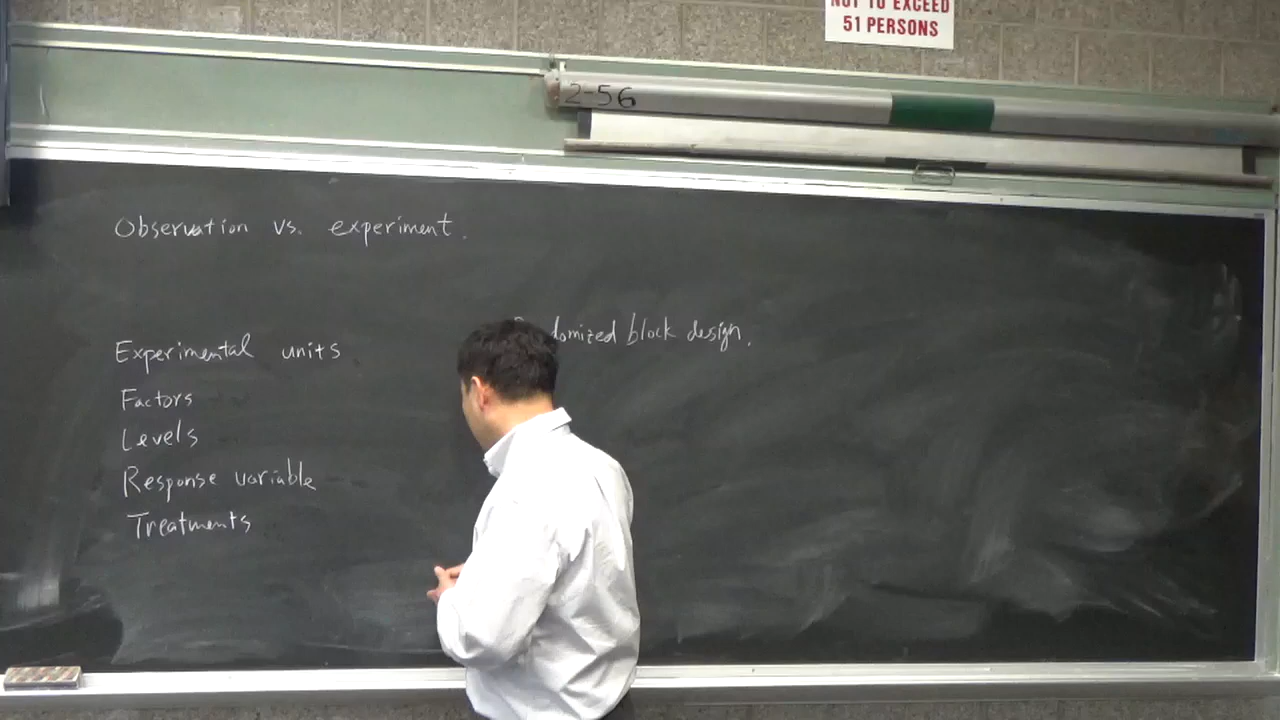 NOT TO EXCEED
51 PERSONS
2-56
Observation vs. experiment.
Randomized block design.
Experimental units
Factors
Levels
Response variable
Treatments